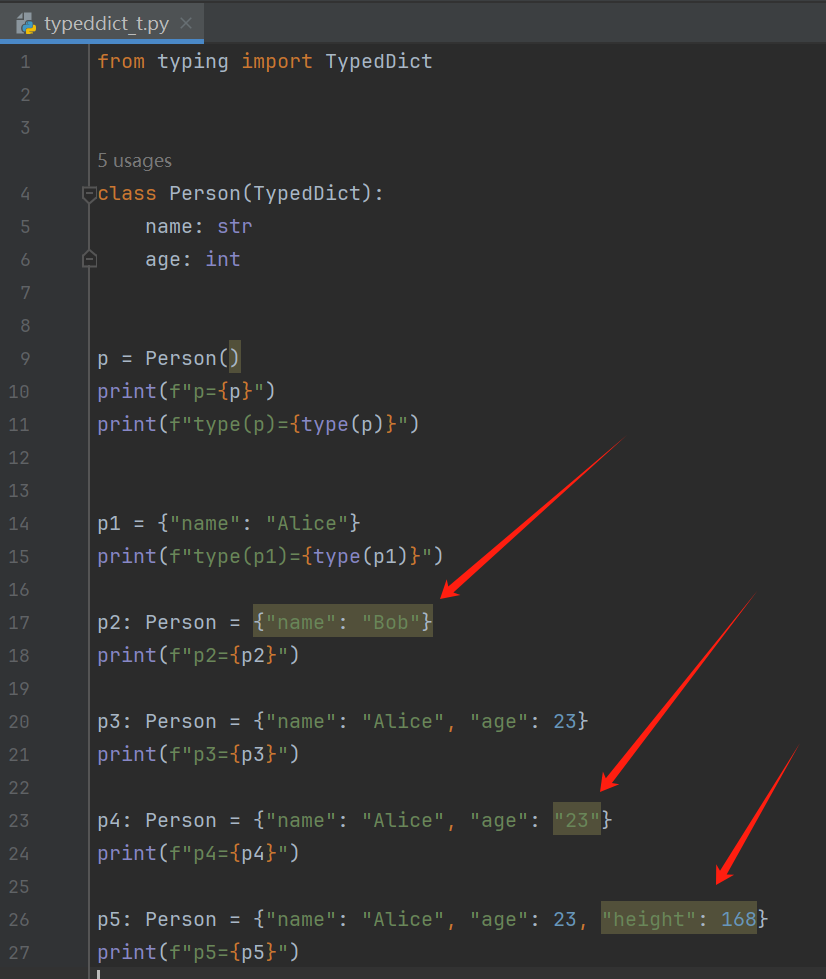 typeddict_t.py
1 from typing import TypedDict
2
3
5 usages
4 class Person(TypedDict):
5     name: str
6     age: int
7
8
9 p = Person()
10 print(f"p={p}")
11 print(f"type(p)={type(p)}")
12
13
14 p1 = {"name": "Alice"}
15 print(f"type(p1)={type(p1)}")
16
17 p2: Person = {"name": "Bob"}
18 print(f"p2={p2}")
19
20 p3: Person = {"name": "Alice", "age": 23}
21 print(f"p3={p3}")
22
23 p4: Person = {"name": "Alice", "age": "23"}
24 print(f"p4={p4}")
25
26 p5: Person = {"name": "Alice", "age": 23, "height": 168}
27 print(f"p5={p5}")